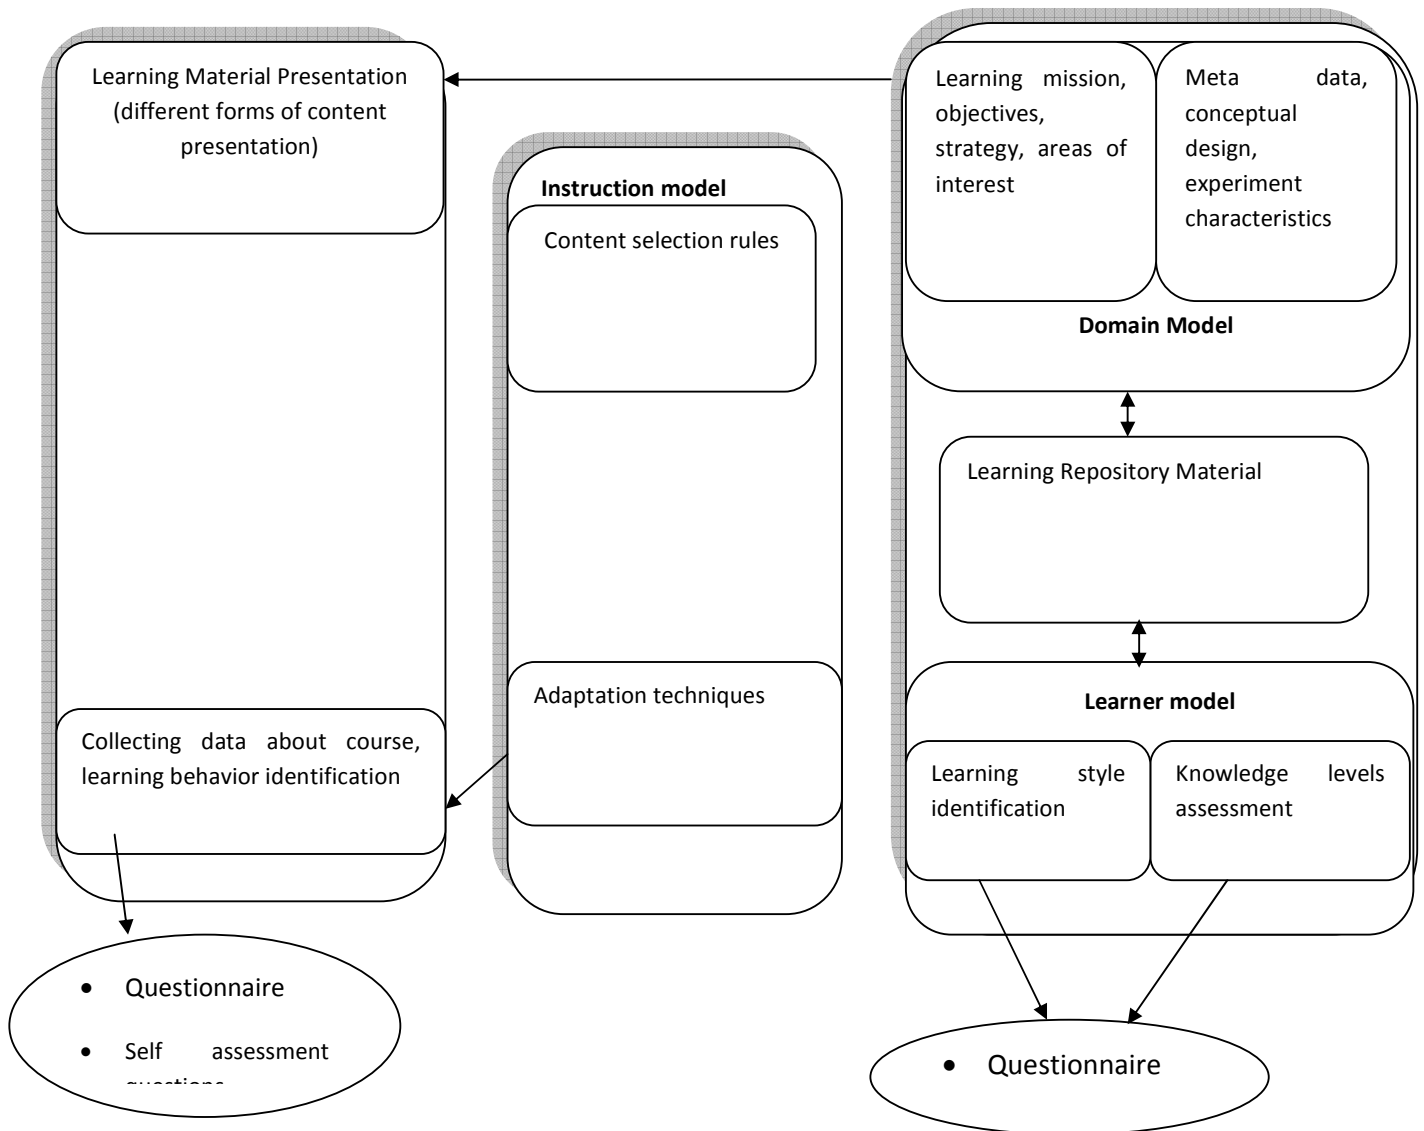 Learning Material Presentation
(different forms of content
presentation)
Instruction model
Content selection rules
Adaptation techniques
Collecting data about course,
learning behavior identification
• Questionnaire
• Self assessment
Learning mission,
objectives,
strategy, areas of
interest
Meta data,
conceptual
design,
experiment
characteristics
Domain Model
Learning Repository Material
Learner model
Learning style
identification
Knowledge levels
assessment
• Questionnaire